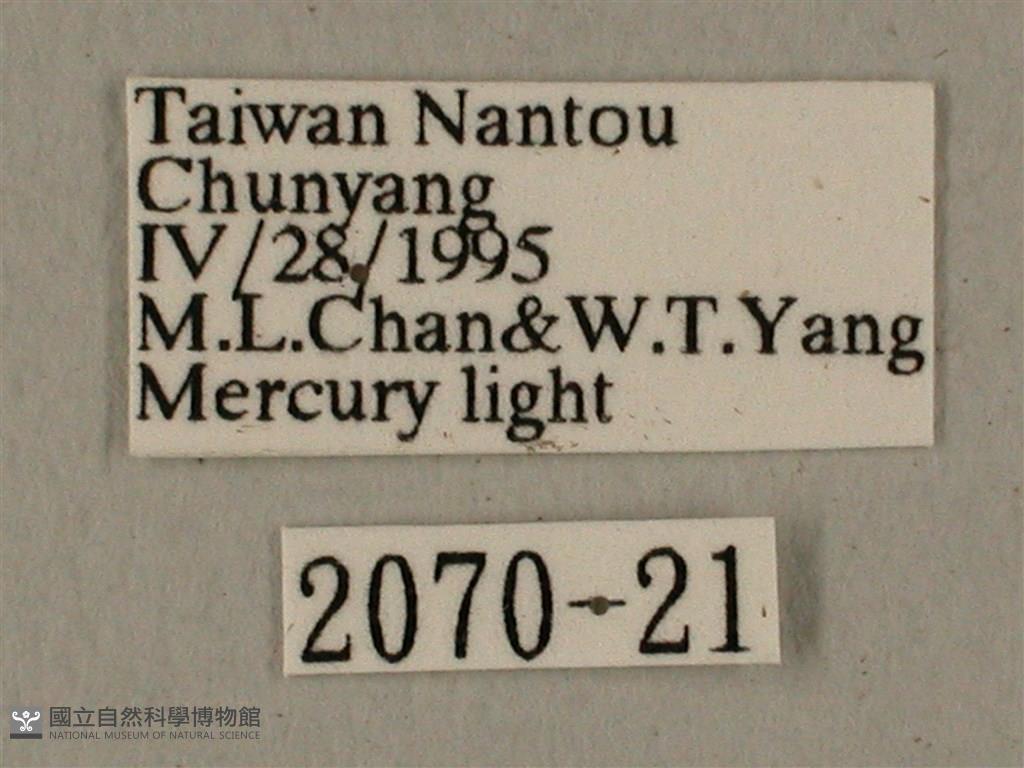 Taiwan Nantou
Chunyang
IV/28/1995
M.L.Chan&W.T.Yang
Mercury light
2070-21
國立自然科學博物館
NATIONAL MUSEUM OF NATURAL SCIENCE